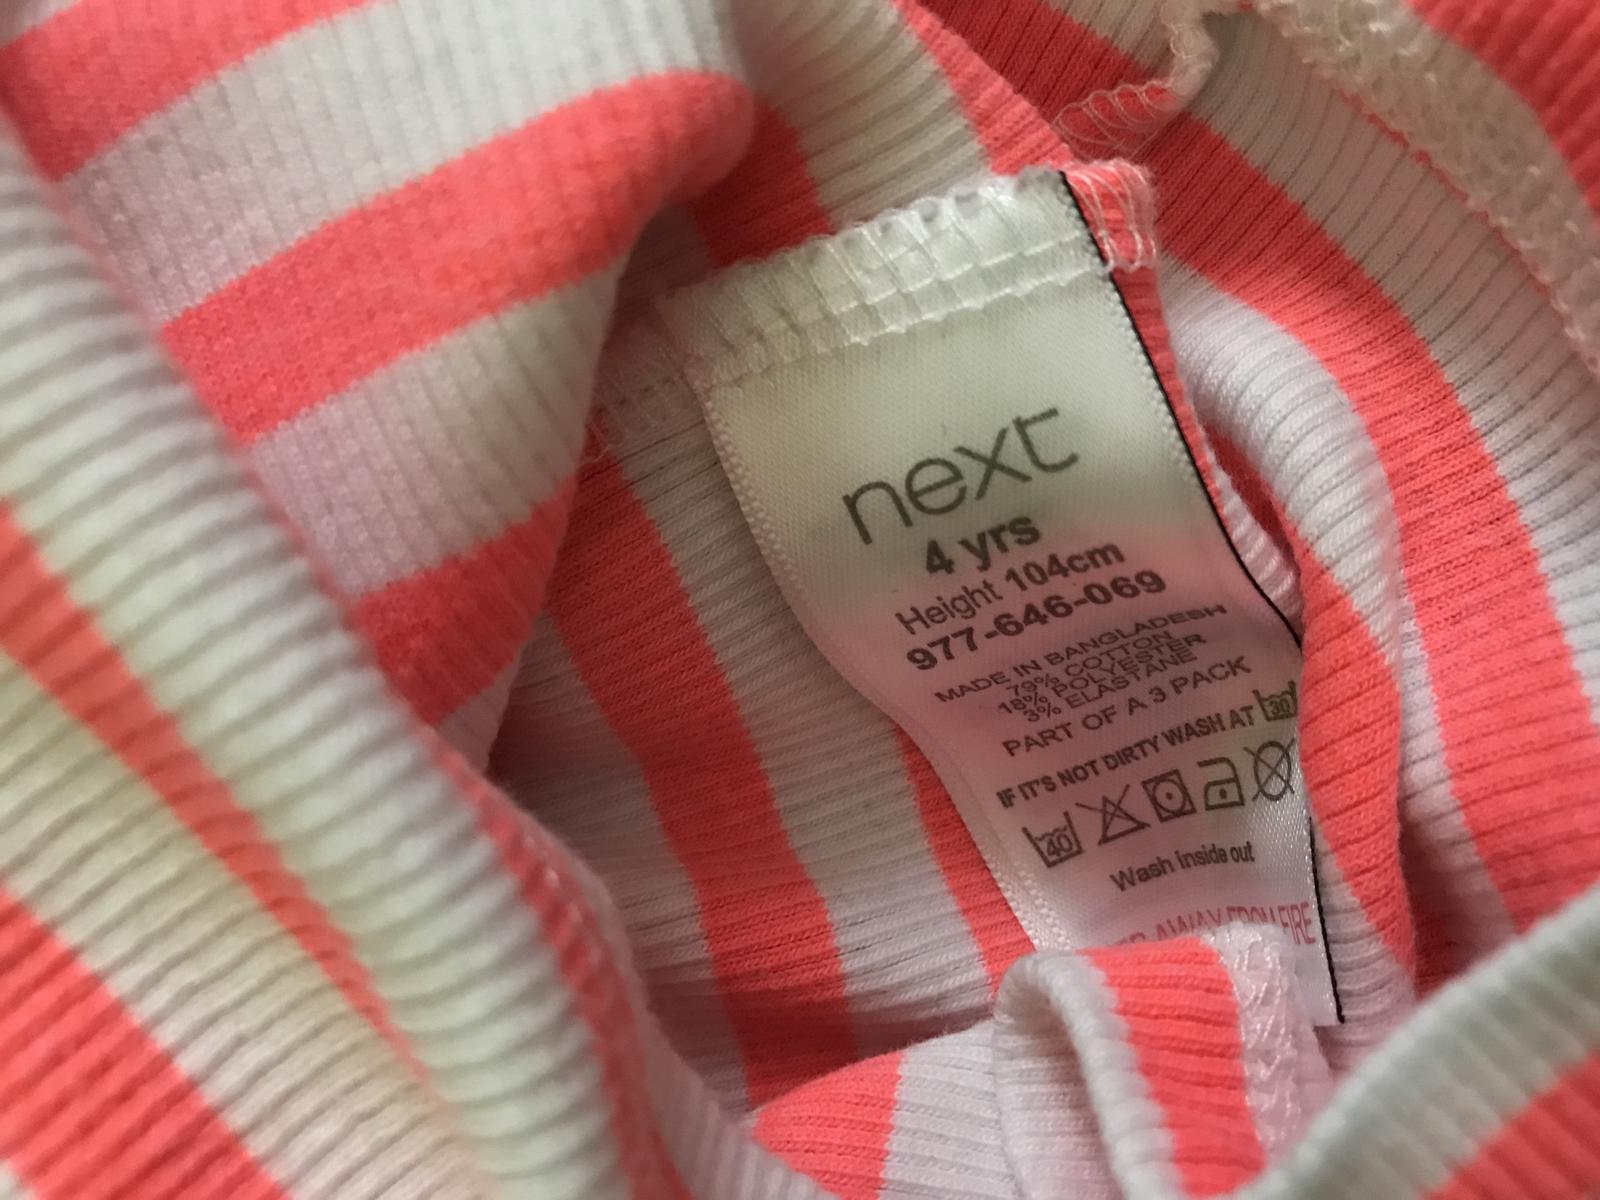 next
4 yrs
Height 104cm
977-646-069
MADE IN BANGLADESH
79% COTTON
18% POLYESTER
3% ELASTANE
PART OF A 3 PACK
IF IT'S NOT DIRTY WASH AT 30
40
Wash inside out
AWAY FROM FIRE